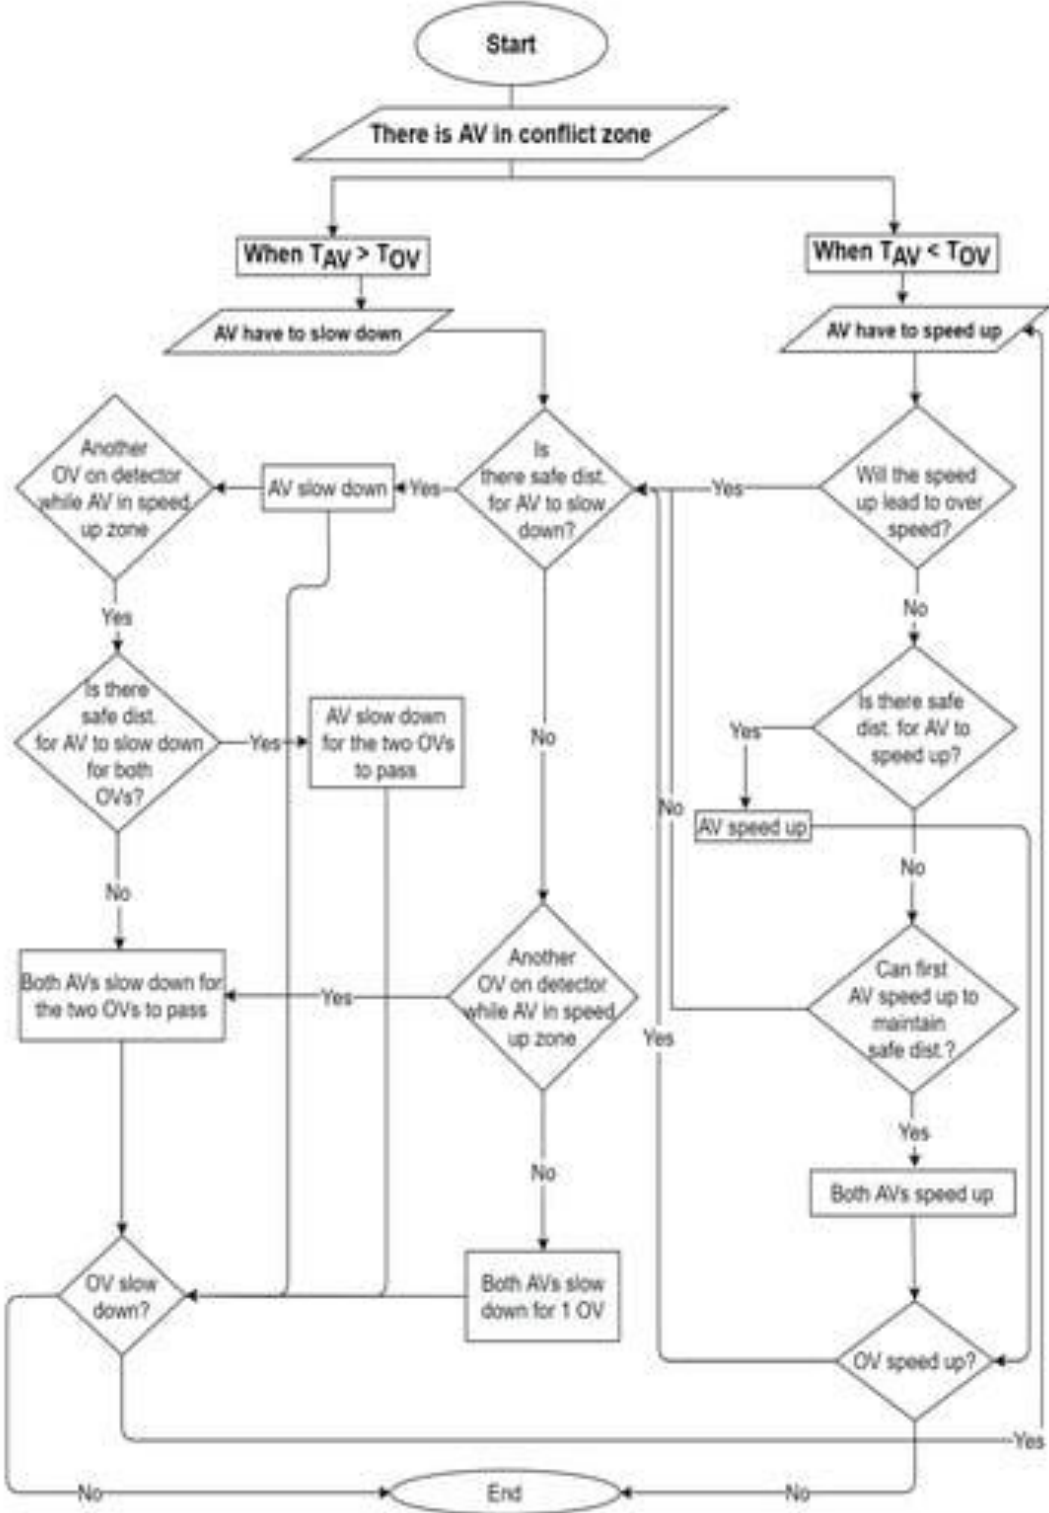 Start
There is AV in conflict zone
When TAV > TOV
When TAV < TOV
AV have to slow down
AV have to speed up
Another
OV on detector
while AV in speed
up zone
AV slow down
Yes
Is
there safe dist.
for AV to slow
down?
Yes
Will the speed
up lead to over
speed?
Yes
No
Is there
safe dist.
for AV to slow down
for both
OVs?
Yes
AV slow down
for the two OVs
to pass
No
Is there safe
dist. for AV to
speed up?
Yes
No
AV speed up
No
No
Another
OV on detector
while AV in speed
up zone
Can first
AV speed up to
maintain
safe dist.?
Both AVs slow down for
the two OVs to pass
Yes
Yes
Yes
No
Both AVs speed up
OV slow
down?
Both AVs slow
down for 1 OV
OV speed up?
Yes
No
End
No